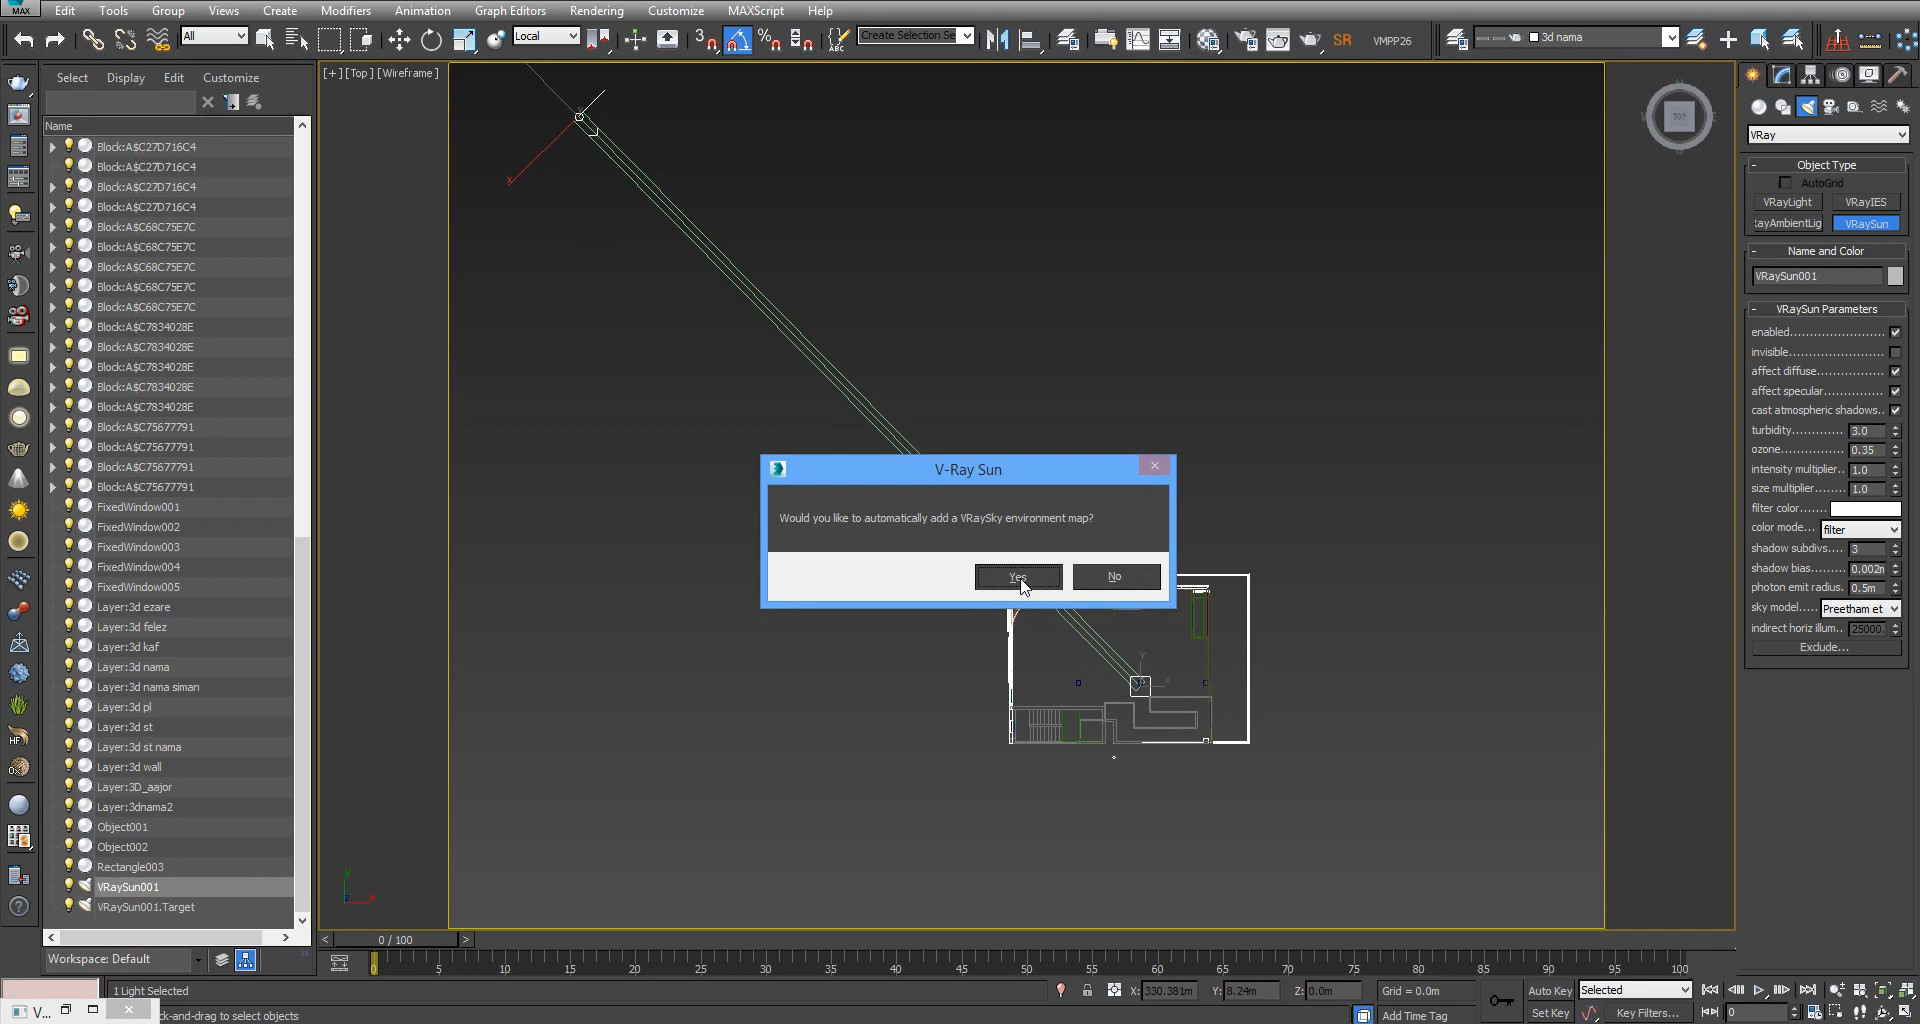 MAX Edit Tools Group Views Create Modifiers Animation Graph Editors Rendering Customize MAXScript Help
All Local Create Selection Se SR VMPP26 3d nama
Select Display Edit Customize
[+] [Top] [Wireframe]
Name
Block:A$C27D716C4
Block:A$C27D716C4
Block:A$C27D716C4
Block:A$C27D716C4
Block:A$C68C75E7C
Block:A$C68C75E7C
Block:A$C68C75E7C
Block:A$C68C75E7C
Block:A$C68C75E7C
Block:A$C7834028E
Block:A$C7834028E
Block:A$C7834028E
Block:A$C7834028E
Block:A$C7834028E
Block:A$C75677791
Block:A$C75677791
Block:A$C75677791
Block:A$C75677791
FixedWindow001
FixedWindow002
FixedWindow003
FixedWindow004
FixedWindow005
Layer:3d ezare
Layer:3d felez
Layer:3d kaf
Layer:3d nama
Layer:3d nama siman
Layer:3d pl
Layer:3d st
Layer:3d st nama
Layer:3d wall
Layer:3D_aajor
Layer:3dnama2
Object001
Object002
Rectangle003
VRaySun001
VRaySun001.Target
V-Ray Sun
Would you like to automatically add a VRaySky environment map?
Yes No
TOP
VRay
Object Type
AutoGrid
VRayLight VRayIES
RayAmbientLig VRaySun
Name and Color
VRaySun001
VRaySun Parameters
enabled
invisible
affect diffuse
affect specular
cast atmospheric shadows
turbidity 3.0
ozone 0.35
intensity multiplier 1.0
size multiplier 1.0
filter color
color mode filter
shadow subdivs 3
shadow bias 0.002m
photon emit radius 0.5m
sky model Preetham et
indirect horiz illum 25000.
Exclude...
< 0 / 100 >
Workspace: Default
0 5 10 15 20 25 30 35 40 45 50 55 60 65 70 75 80 85 90 95 100
1 Light Selected X: 330.381m Y: 8.24m Z: 0.0m Grid = 0.0m Auto Key Selected
V... ck-and-drag to select objects Add Time Tag Set Key Key Filters... 0